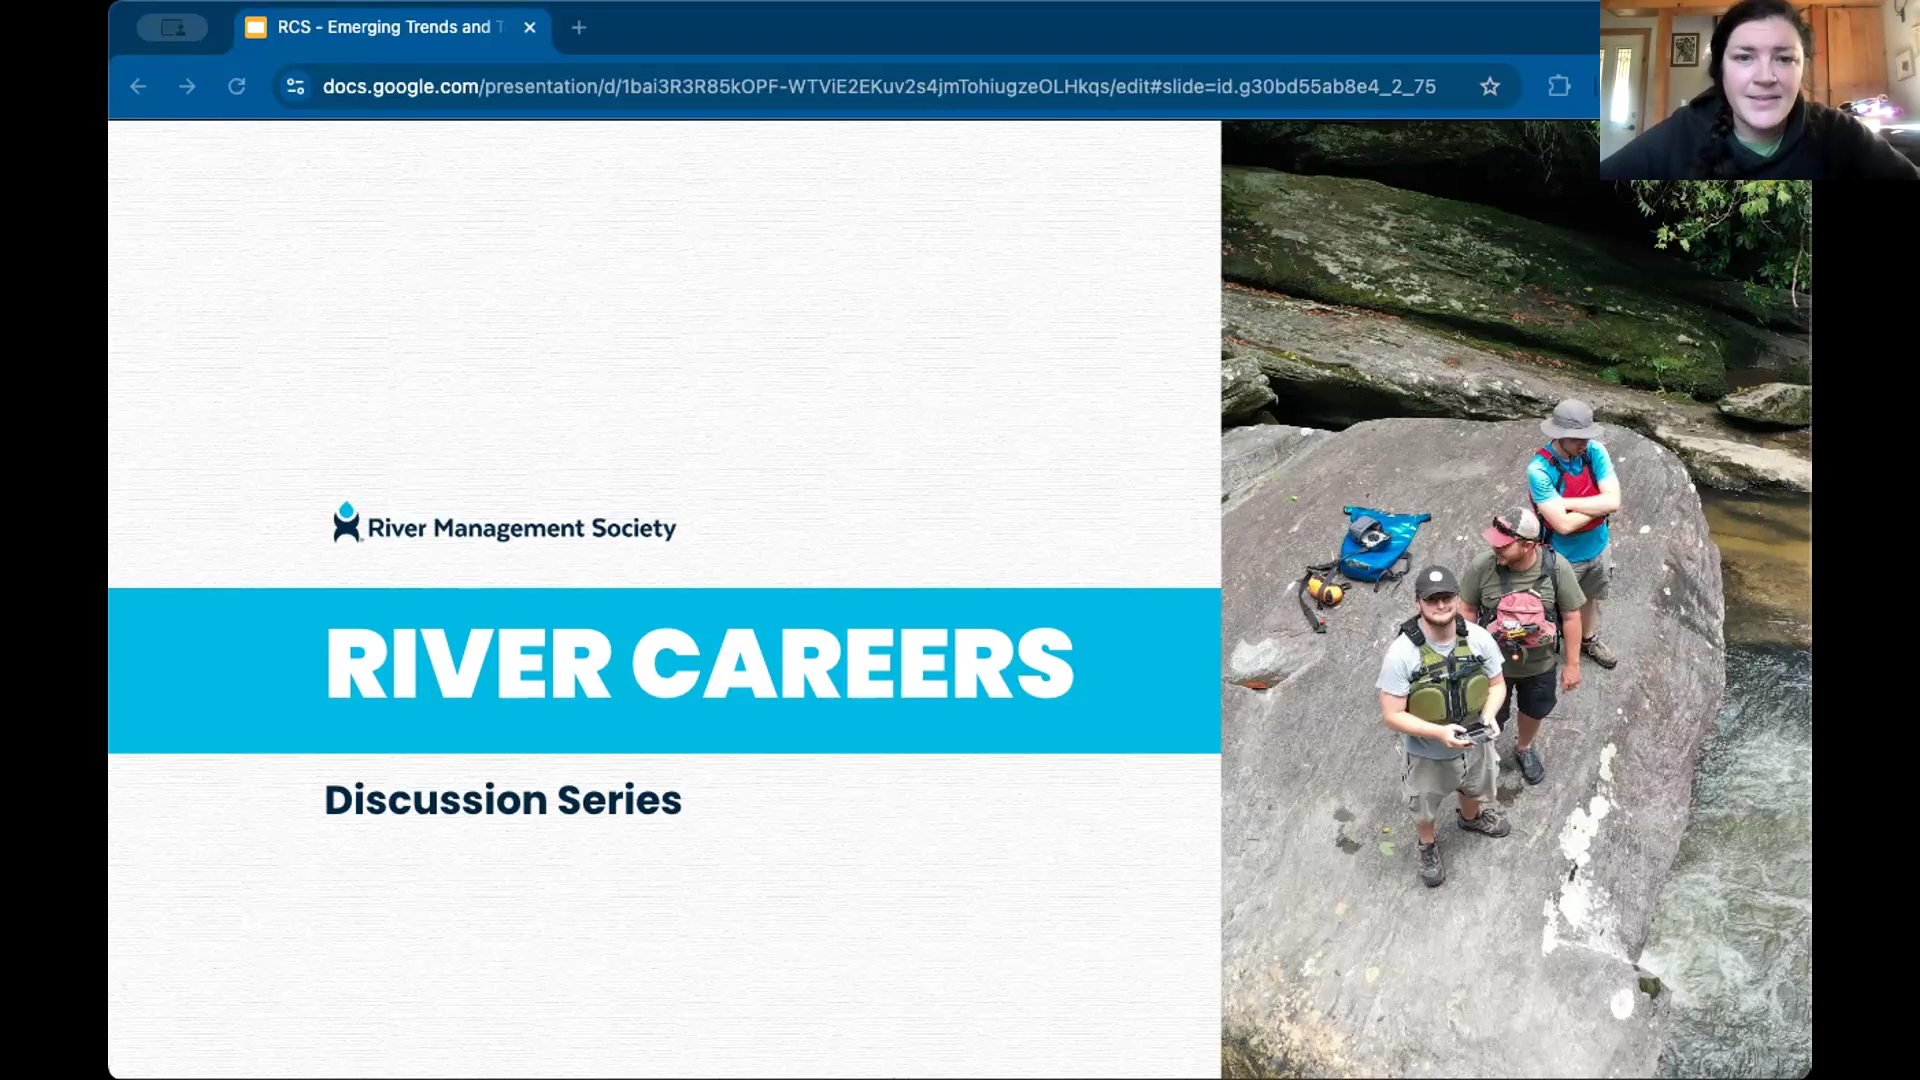 RCS - Emerging Trends and
docs.google.com/presentation/d/1bai3R3R85kOPF-WTViE2EKuv2s4jmTohiugzeOLHkqs/edit#slide=id.g30bd55ab8e4_2_75
River Management Society
RIVER CAREERS
Discussion Series